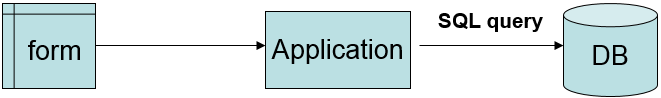 form
Application
SQL query
DB